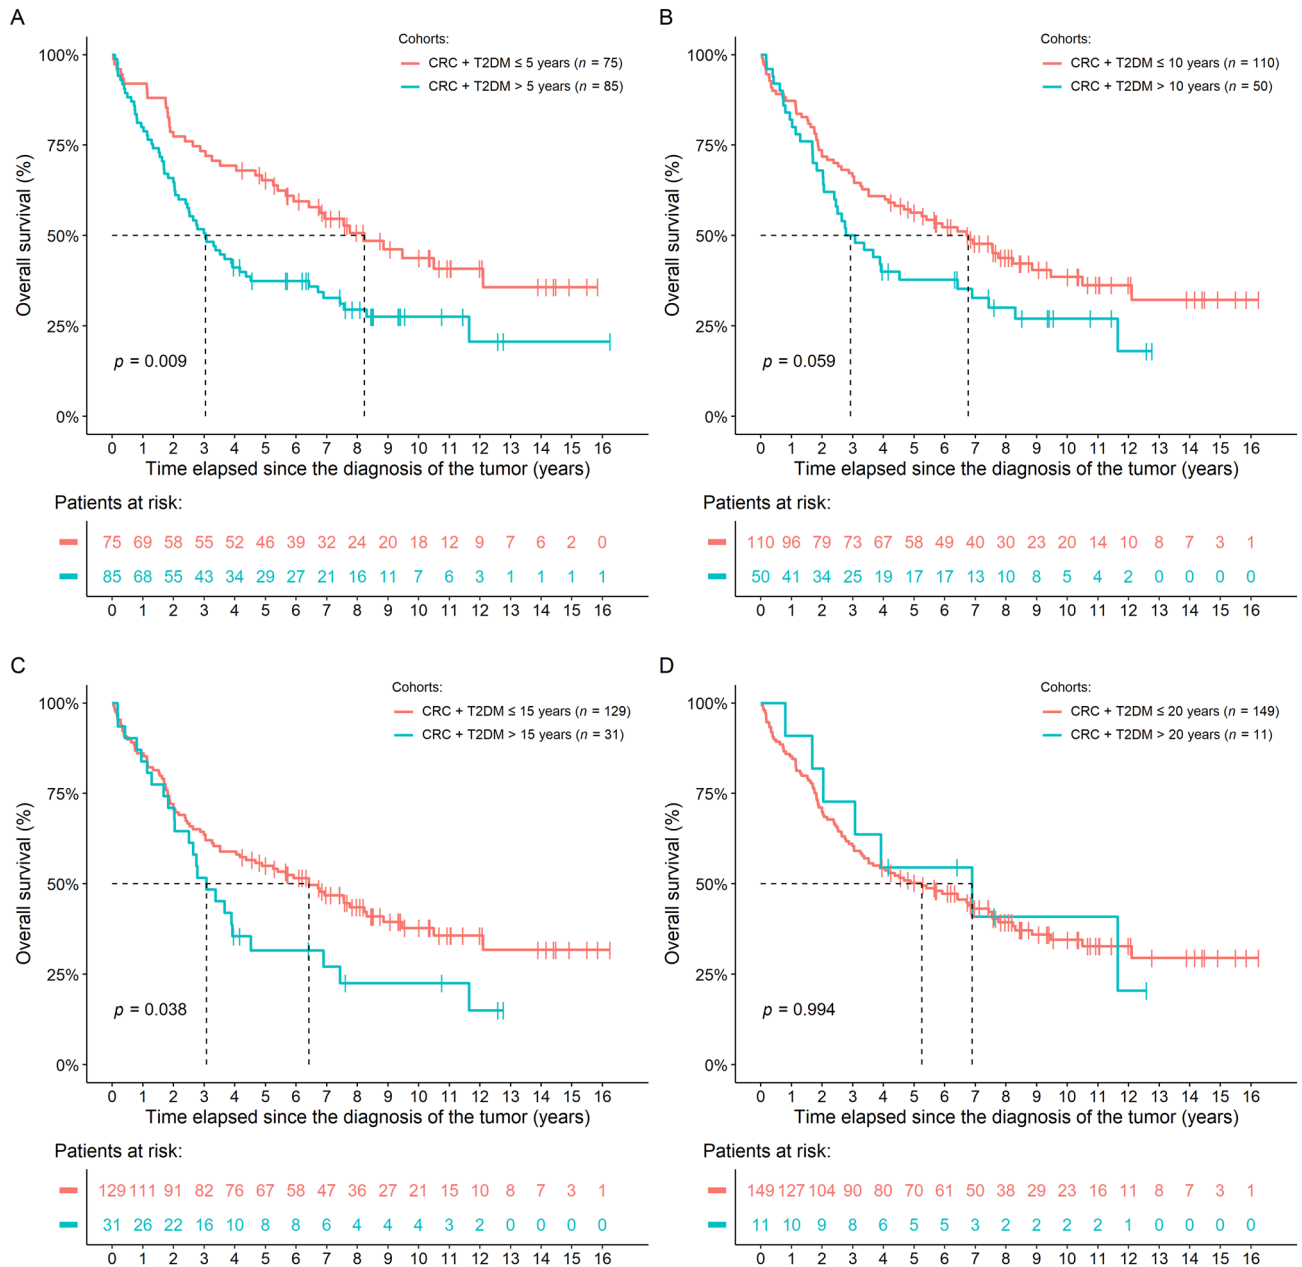 A
Cohorts:
CRC + T2DM ≤ 5 years (n = 75)
CRC + T2DM > 5 years (n = 85)
Overall survival (%)
100%
75%
50%
25%
0%
p = 0.009
0 1 2 3 4 5 6 7 8 9 10 11 12 13 14 15 16
Time elapsed since the diagnosis of the tumor (years)
Patients at risk:
75 69 58 55 52 46 39 32 24 20 18 12 9 7 6 2 0
85 68 55 43 34 29 27 21 16 11 7 6 3 1 1 1 1
0 1 2 3 4 5 6 7 8 9 10 11 12 13 14 15 16
B
Cohorts:
CRC + T2DM ≤ 10 years (n = 110)
CRC + T2DM > 10 years (n = 50)
Overall survival (%)
100%
75%
50%
25%
0%
p = 0.059
0 1 2 3 4 5 6 7 8 9 10 11 12 13 14 15 16
Time elapsed since the diagnosis of the tumor (years)
Patients at risk:
110 96 79 73 67 58 49 40 30 23 20 14 10 8 7 3 1
50 41 34 25 19 17 17 13 10 8 5 4 2 0 0 0 0
0 1 2 3 4 5 6 7 8 9 10 11 12 13 14 15 16
C
Cohorts:
CRC + T2DM ≤ 15 years (n = 129)
CRC + T2DM > 15 years (n = 31)
Overall survival (%)
100%
75%
50%
25%
0%
p = 0.038
0 1 2 3 4 5 6 7 8 9 10 11 12 13 14 15 16
Time elapsed since the diagnosis of the tumor (years)
Patients at risk:
129 111 91 82 76 67 58 47 36 27 21 15 10 8 7 3 1
31 26 22 16 10 8 8 6 4 4 4 3 2 0 0 0 0
0 1 2 3 4 5 6 7 8 9 10 11 12 13 14 15 16
D
Cohorts:
CRC + T2DM ≤ 20 years (n = 149)
CRC + T2DM > 20 years (n = 11)
Overall survival (%)
100%
75%
50%
25%
0%
p = 0.994
0 1 2 3 4 5 6 7 8 9 10 11 12 13 14 15 16
Time elapsed since the diagnosis of the tumor (years)
Patients at risk:
149 127 104 90 80 70 61 50 38 29 23 16 11 8 7 3 1
11 10 9 8 6 5 5 3 2 2 2 2 1 0 0 0 0
0 1 2 3 4 5 6 7 8 9 10 11 12 13 14 15 16